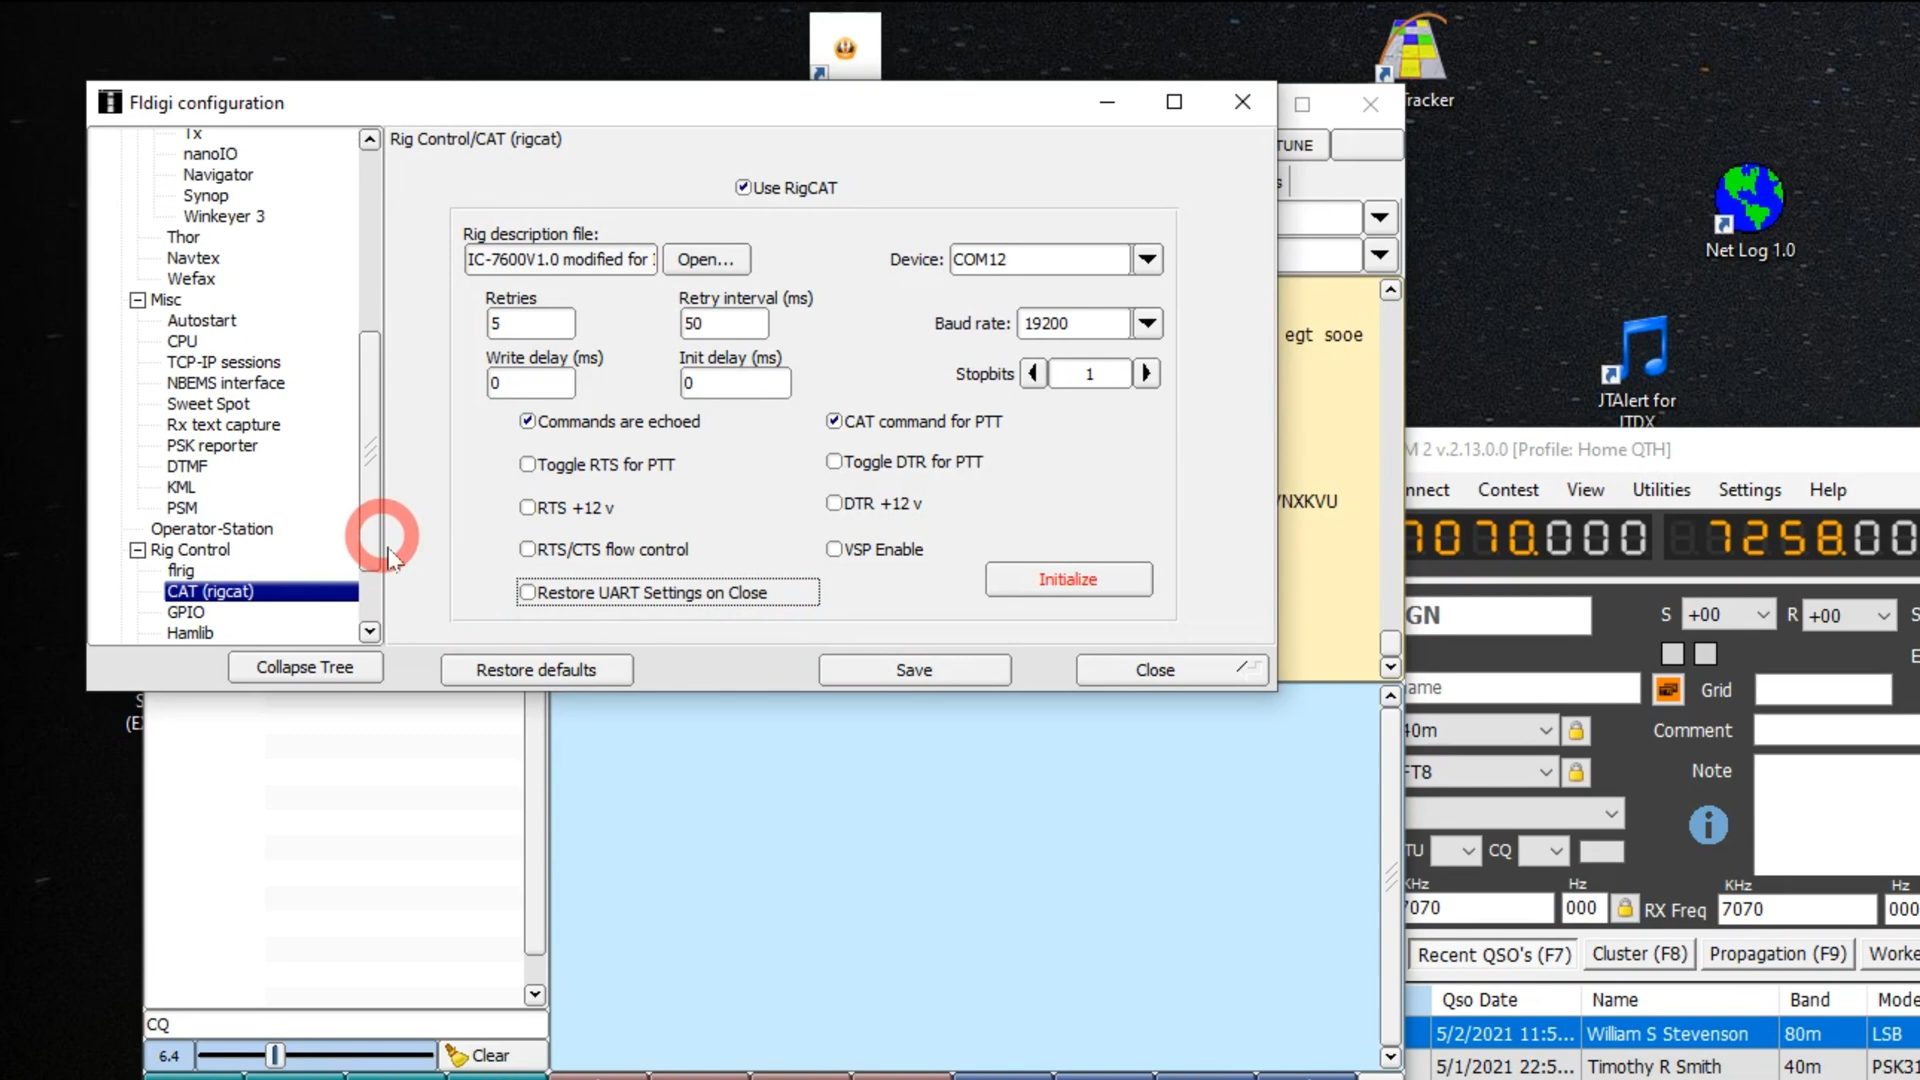 Tracker
Fldigi configuration
TUNE
Tx
nanoIO
Navigator
Synop
Winkeyer 3
Thor
Navtex
Wefax
Misc
Autostart
CPU
TCP-IP sessions
NBEMS interface
Sweet Spot
Rx text capture
PSK reporter
DTMF
KML
PSM
Operator-Station
Rig Control
flrig
CAT (rigcat)
GPIO
Hamlib
Collapse Tree
Rig Control/CAT (rigcat)
Use RigCAT
Rig description file:
IC-7600V1.0 modified for
Open...
Device: COM12
Retries
5
Retry interval (ms)
50
Baud rate: 19200
Write delay (ms)
0
Init delay (ms)
0
Stopbits 1
Commands are echoed
CAT command for PTT
Toggle RTS for PTT
Toggle DTR for PTT
RTS +12 v
DTR +12 v
RTS/CTS flow control
VSP Enable
Restore UART Settings on Close
Initialize
Restore defaults
Save
Close
s
egt sooe
VNXKVU
Net Log 1.0
JTAlert for
ITDX
(E
M 2 v.2.13.0.0 [Profile: Home QTH]
nnect Contest View Utilities Settings Help
7070.000 7258.00
GN
S +00 R +00 S
E
ame
Grid
40m
Comment
FT8
Note
TU CQ
KHz Hz KHz Hz
7070 000 RX Freq 7070 000
Recent QSO's (F7) Cluster (F8) Propagation (F9) Worke
Qso Date Name Band Mode
5/2/2021 11:5... William S Stevenson 80m LSB
5/1/2021 22:5... Timothy R Smith 40m PSK31
CQ
6.4
Clear